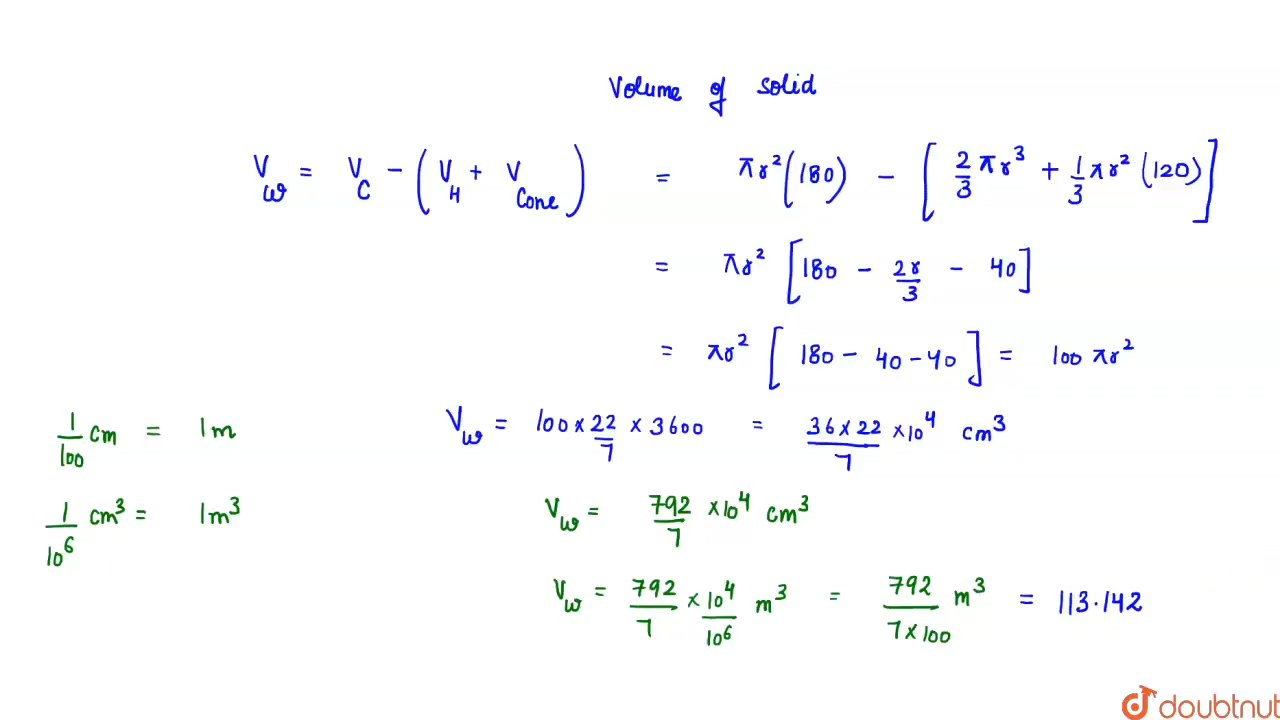 Volume of solid
V_w = V_C - (V_H + V_Cone) = πr²(180) - [2/3 πr³ + 1/3 πr² (120)]
= πr² [180 - 2r/3 - 40]
= πr² [180 - 40 - 40] = 100 πr²
1/100 cm = 1m
V_w = 100 × 22/7 × 3600 = 36 × 22/7 × 10⁴ cm³
1/10⁶ cm³ = 1m³
V_w = 792/7 × 10⁴ cm³
V_w = 792/7 × 10⁴/10⁶ m³ = 792/7×100 m³ = 113.142
doubtnut